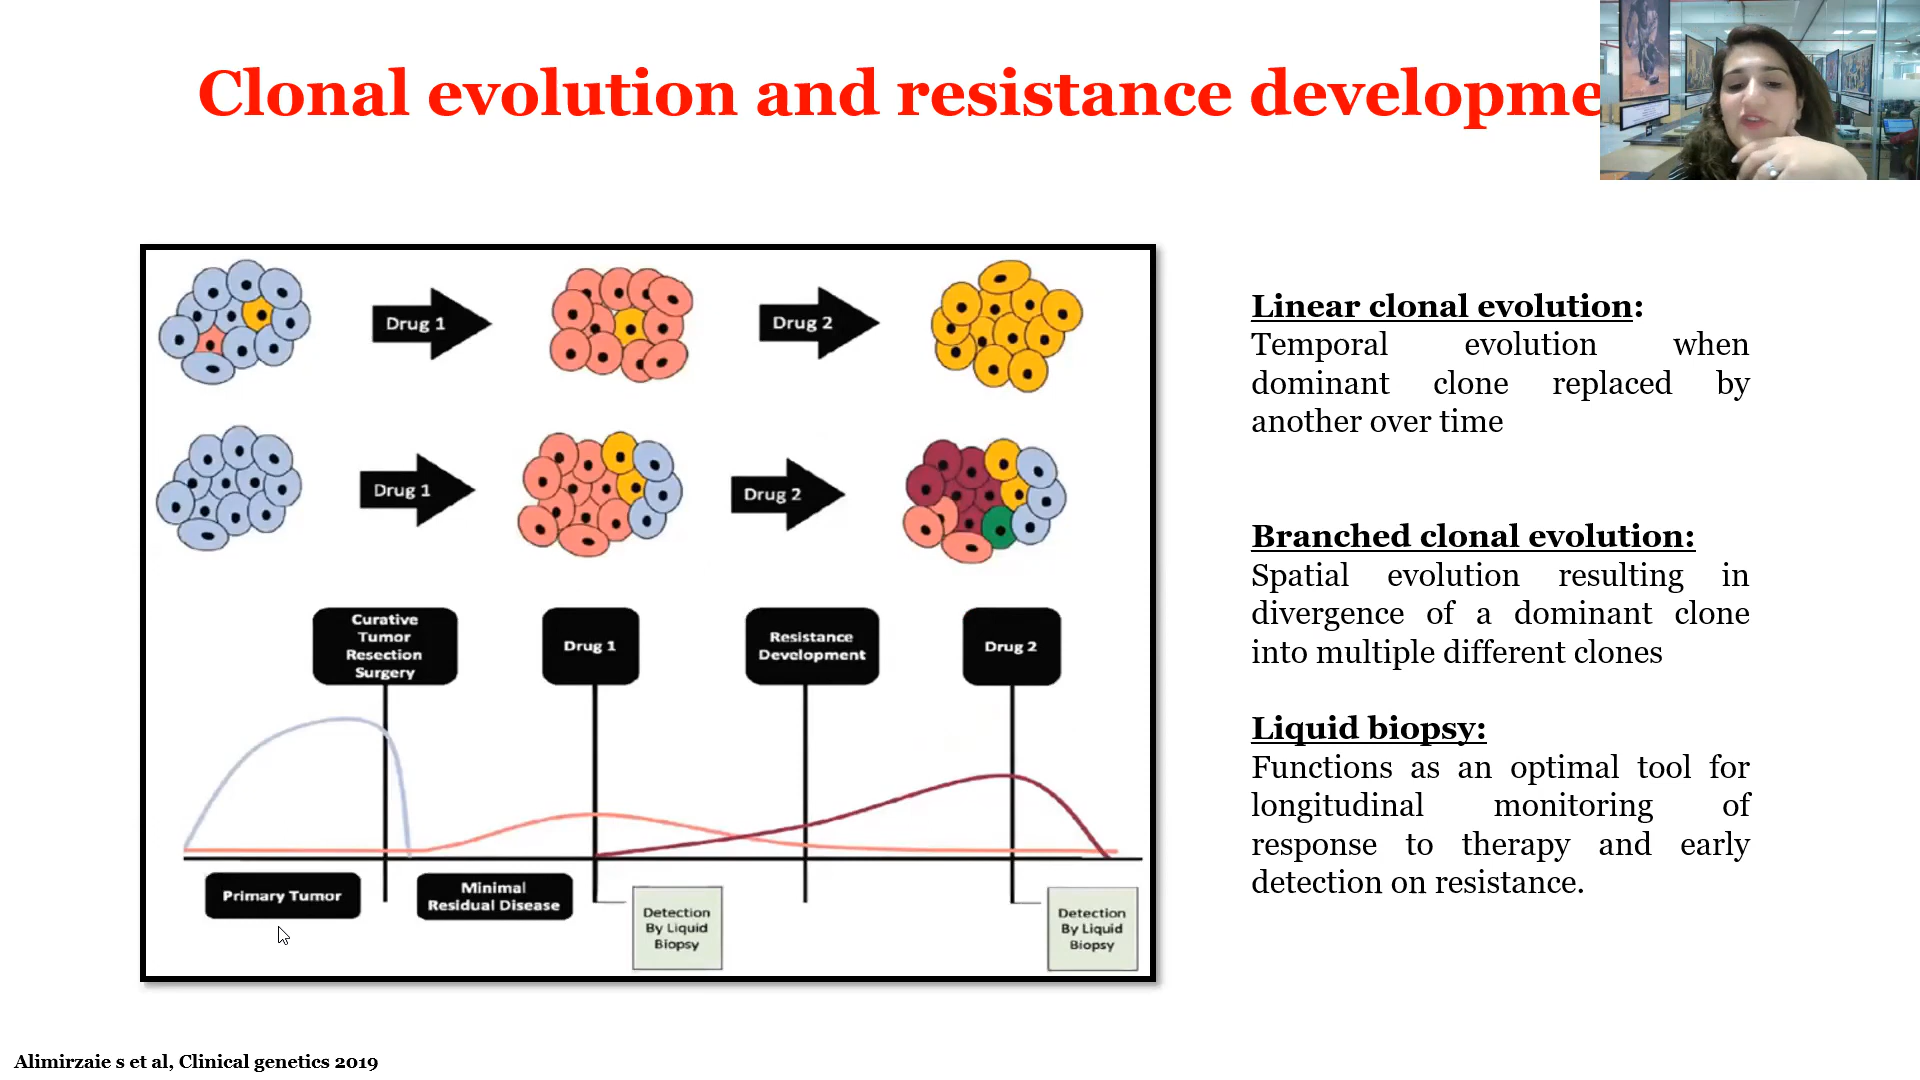 Clonal evolution and resistance developme
Drug 1
Drug 2
Drug 1
Drug 2
Curative
Tumor
Resection
Surgery
Drug 1
Resistance
Development
Drug 2
Primary Tumor
Minimal
Residual Disease
Detection
By Liquid
Biopsy
Detection
By Liquid
Biopsy
Linear clonal evolution:
Temporal evolution when
dominant clone replaced by
another over time
Branched clonal evolution:
Spatial evolution resulting in
divergence of a dominant clone
into multiple different clones
Liquid biopsy:
Functions as an optimal tool for
longitudinal monitoring of
response to therapy and early
detection on resistance.
Alimirzaie s et al, Clinical genetics 2019